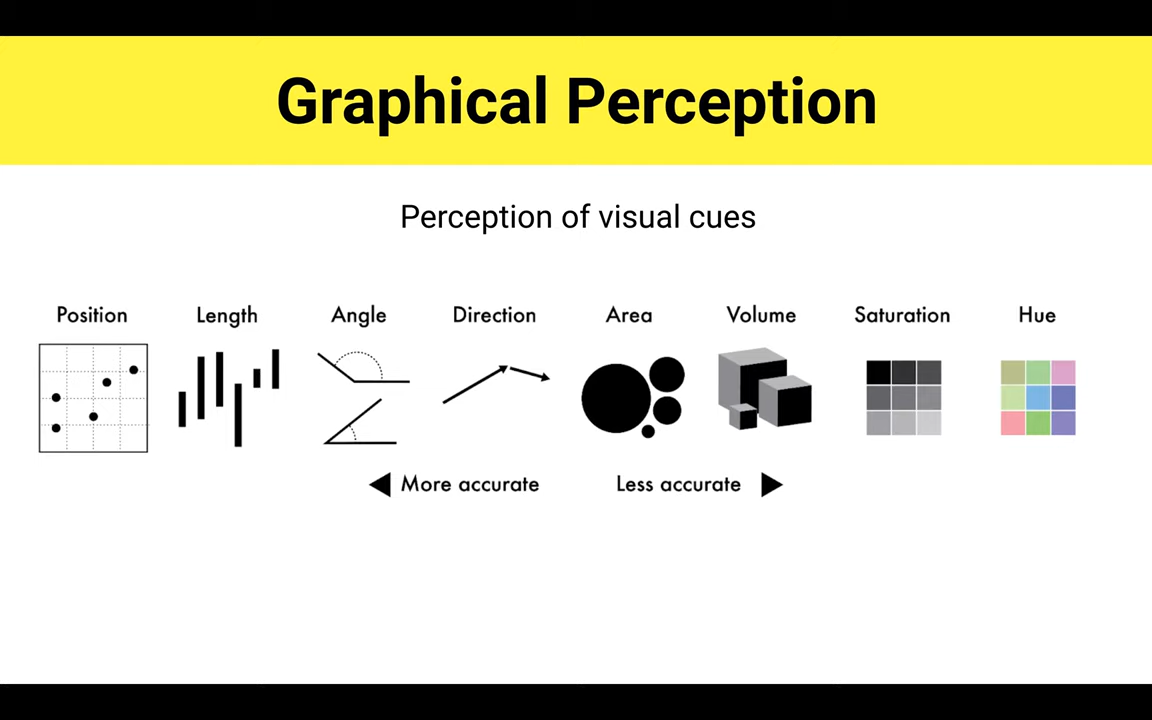 Graphical Perception
Perception of visual cues
Position Length Angle Direction Area Volume Saturation Hue
More accurate Less accurate